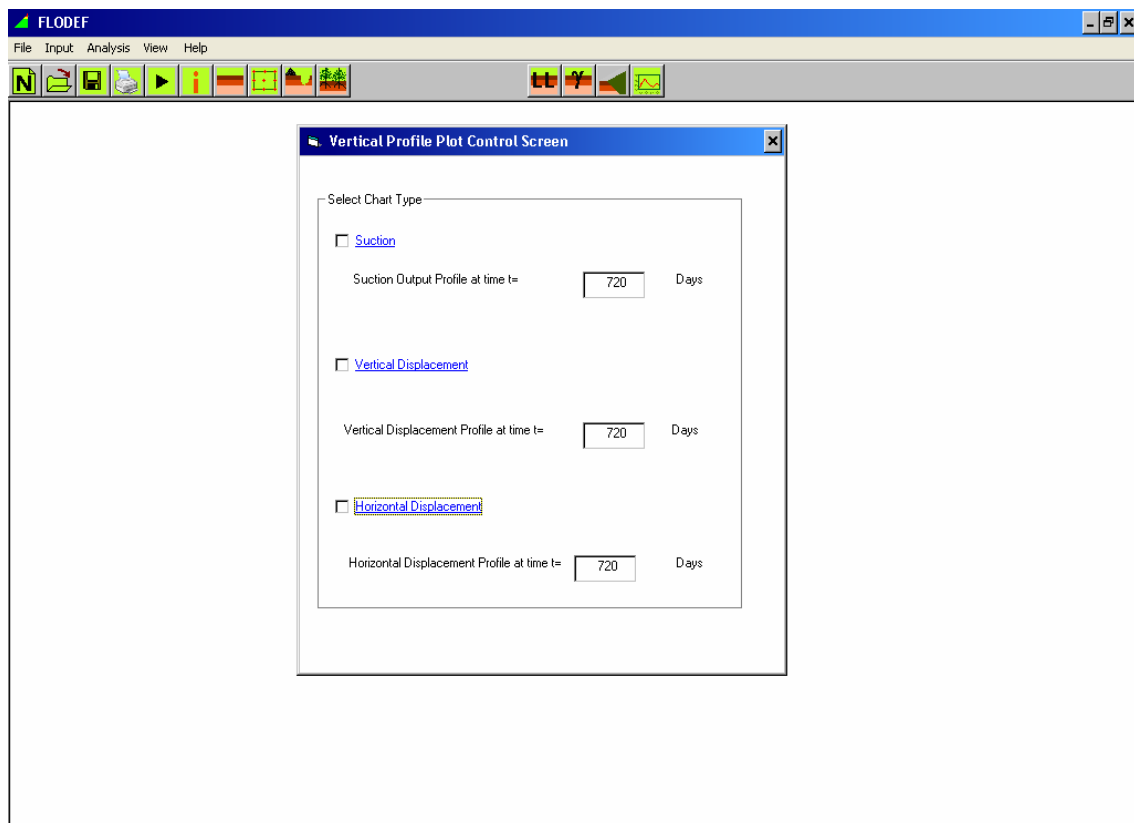 FLODEF
File Input Analysis View Help
N
Vertical Profile Plot Control Screen
Select Chart Type
Suction
Suction Output Profile at time t= 720 Days
Vertical Displacement
Vertical Displacement Profile at time t= 720 Days
Horizontal Displacement
Horizontal Displacement Profile at time t= 720 Days